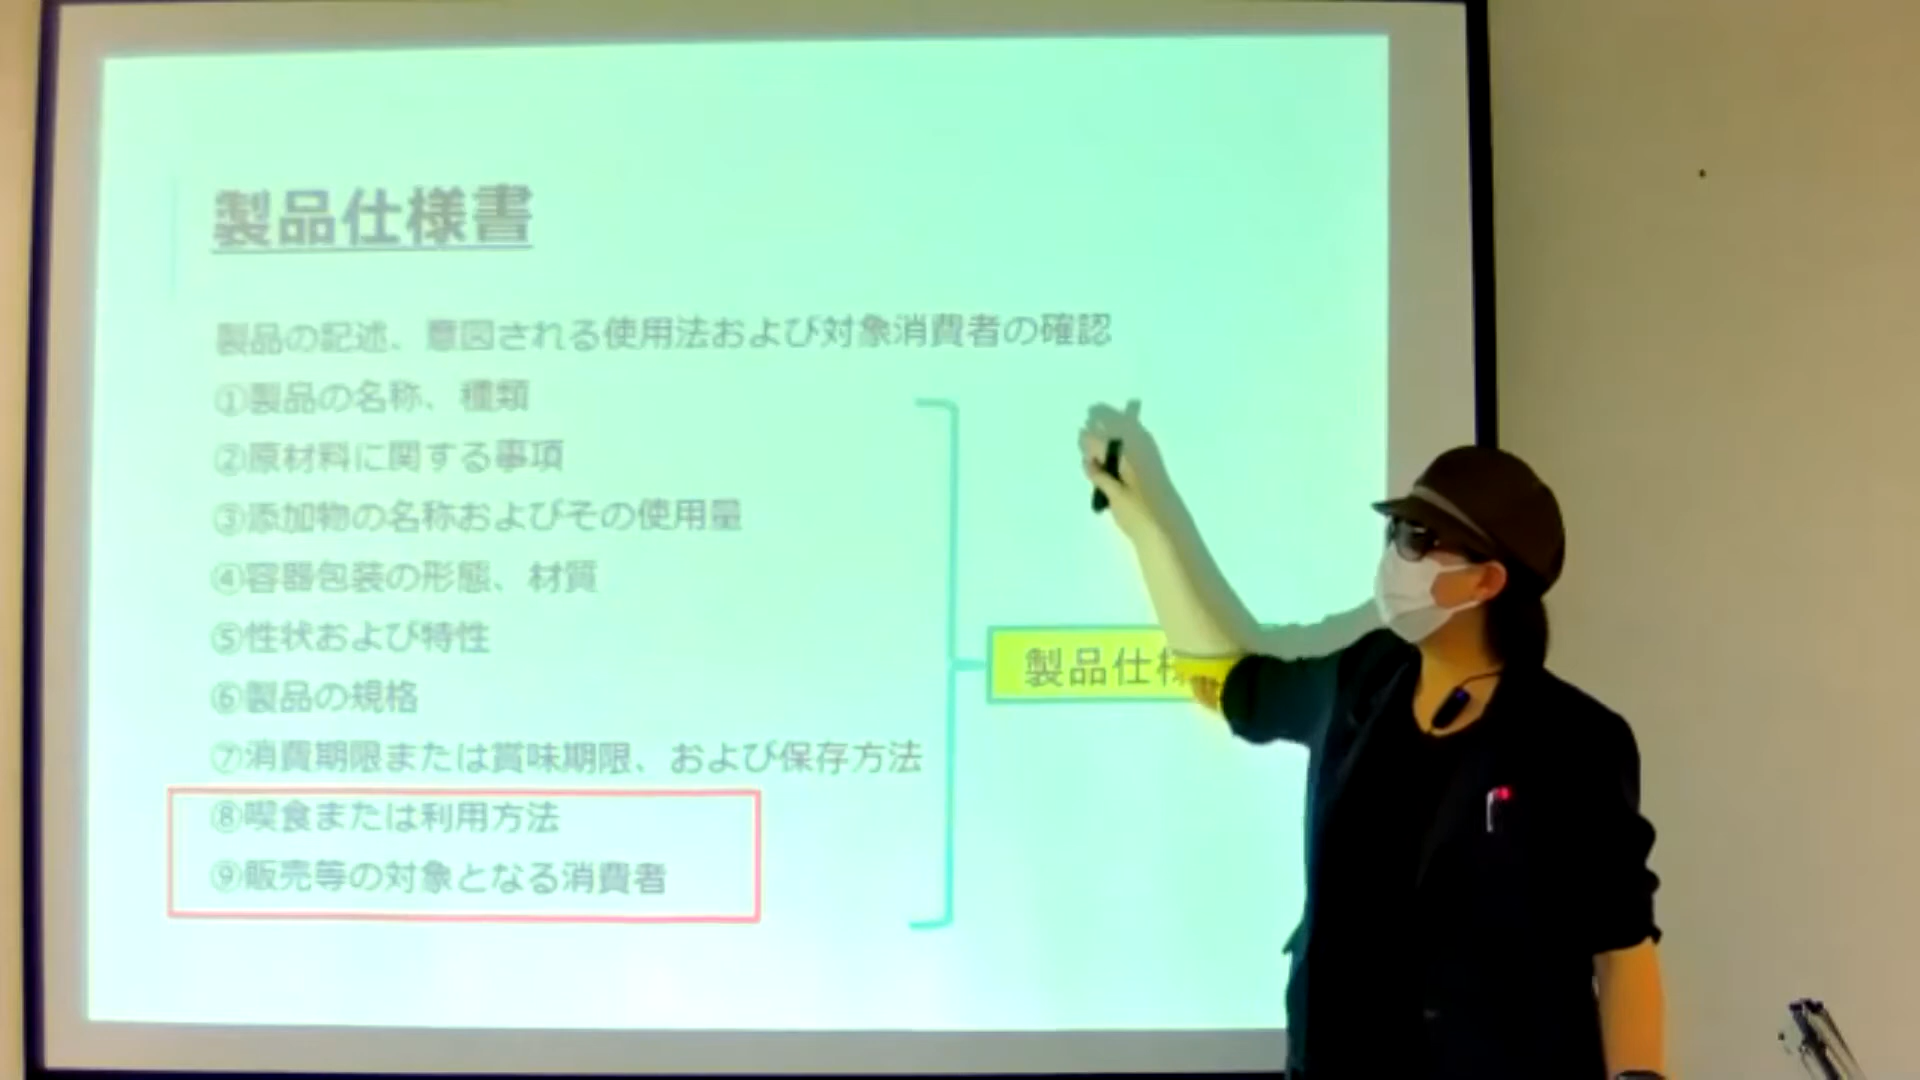 製品仕様書
製品の記述、意図される使用法および対象消費者の確認
①製品の名称、種類
②原材料に関する事項
③添加物の名称およびその使用量
④容器包装の形態、材質
⑤性状および特性
⑥製品の規格
⑦消費期限または賞味期限、および保存方法
⑧喫食または利用方法
⑨販売等の対象となる消費者
製品仕様